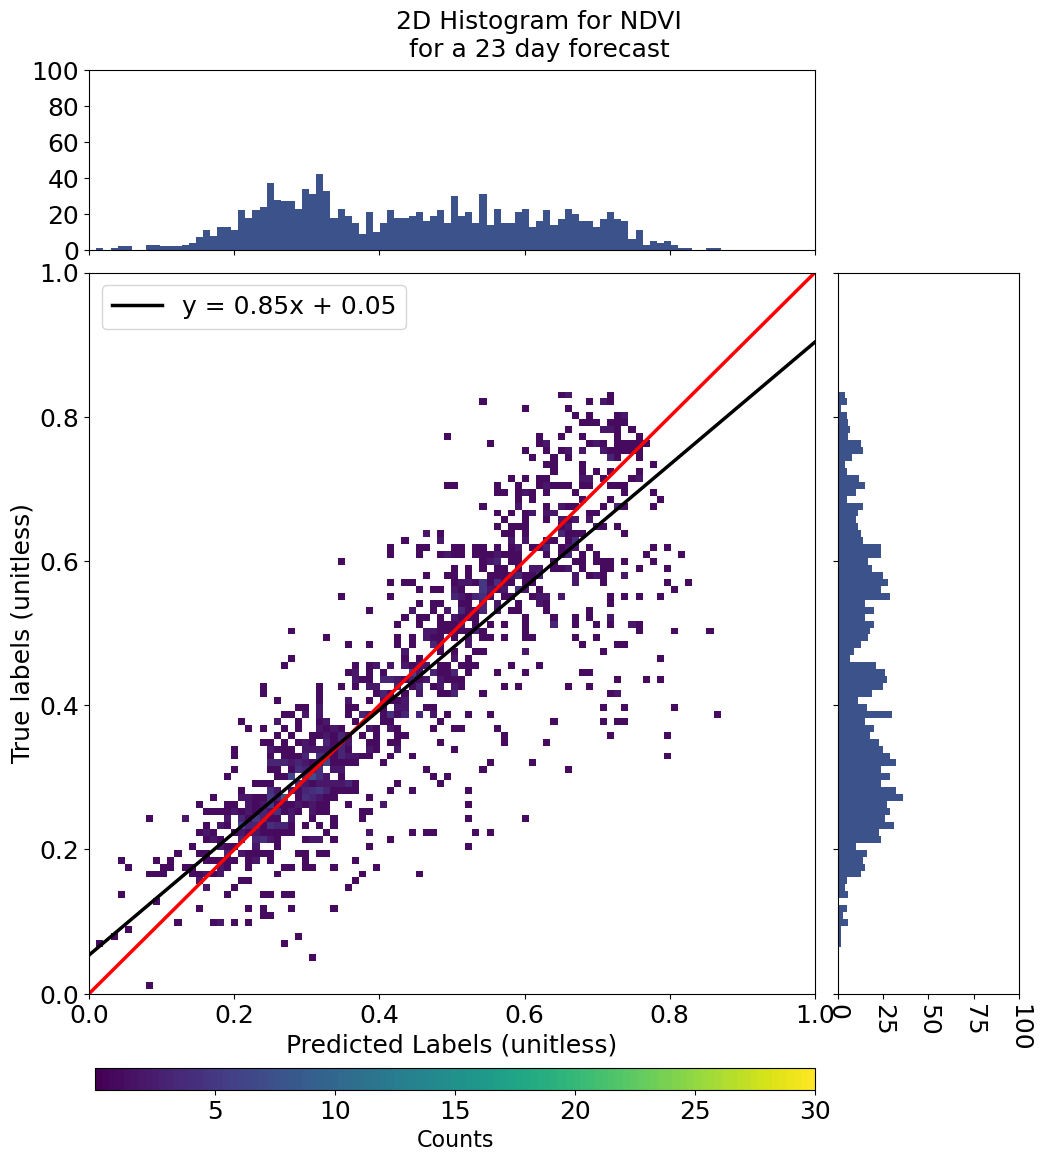 2D Histogram for NDVI
for a 23 day forecast
100
80
60
40
20
0
1.0
0.8
0.6
0.4
0.2
0.0
True labels (unitless)
y = 0.85x + 0.05
0.0 0.2 0.4 0.6 0.8 1.0
Predicted Labels (unitless)
0 25 50 75 100
5 10 15 20 25 30
Counts